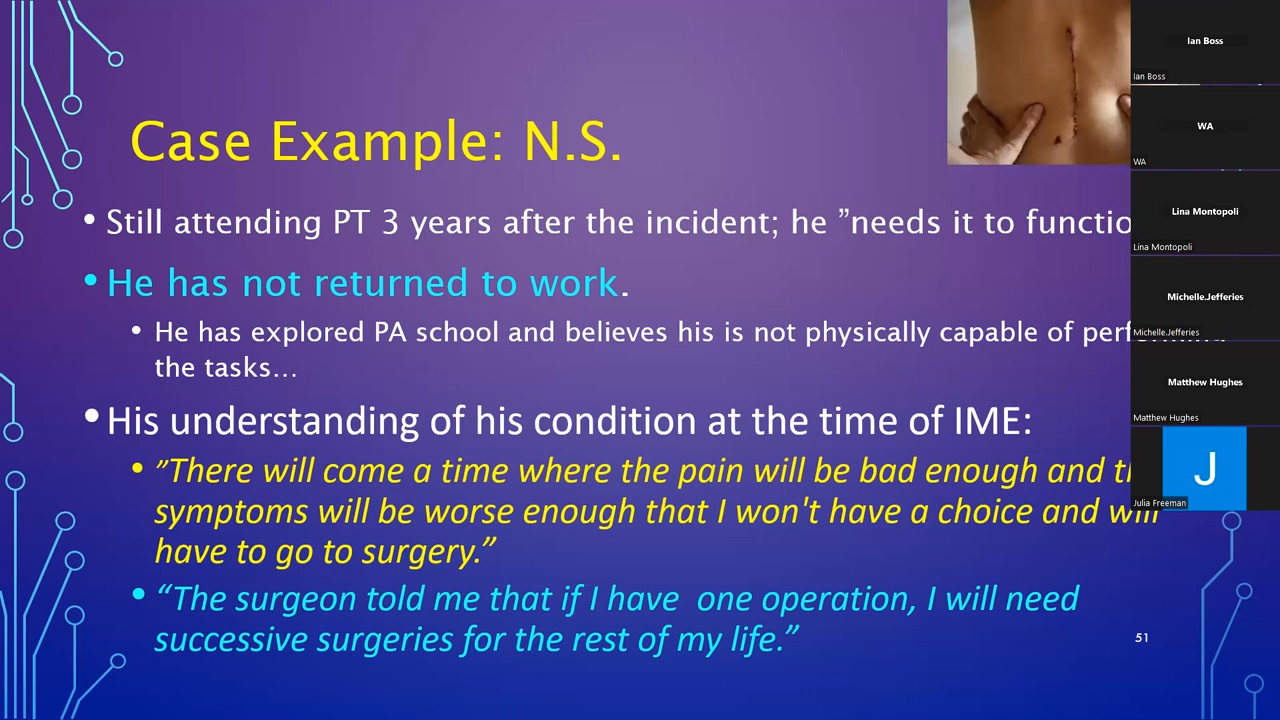 Case Example: N.S.
• Still attending PT 3 years after the incident; he ”needs it to functio
• He has not returned to work.
• He has explored PA school and believes his is not physically capable of
the tasks…
• His understanding of his condition at the time of IME:
• ”There will come a time where the pain will be bad enough and
symptoms will be worse enough that I won't have a choice and will
have to go to surgery.”
• “The surgeon told me that if I have one operation, I will need
successive surgeries for the rest of my life.”
51
Ian Boss
Ian Boss
WA
WA
Lina Montopoli
Lina Montopoli
Michelle.Jefferies
Michelle.Jefferies
Matthew Hughes
Matthew Hughes
J
Julia Freeman